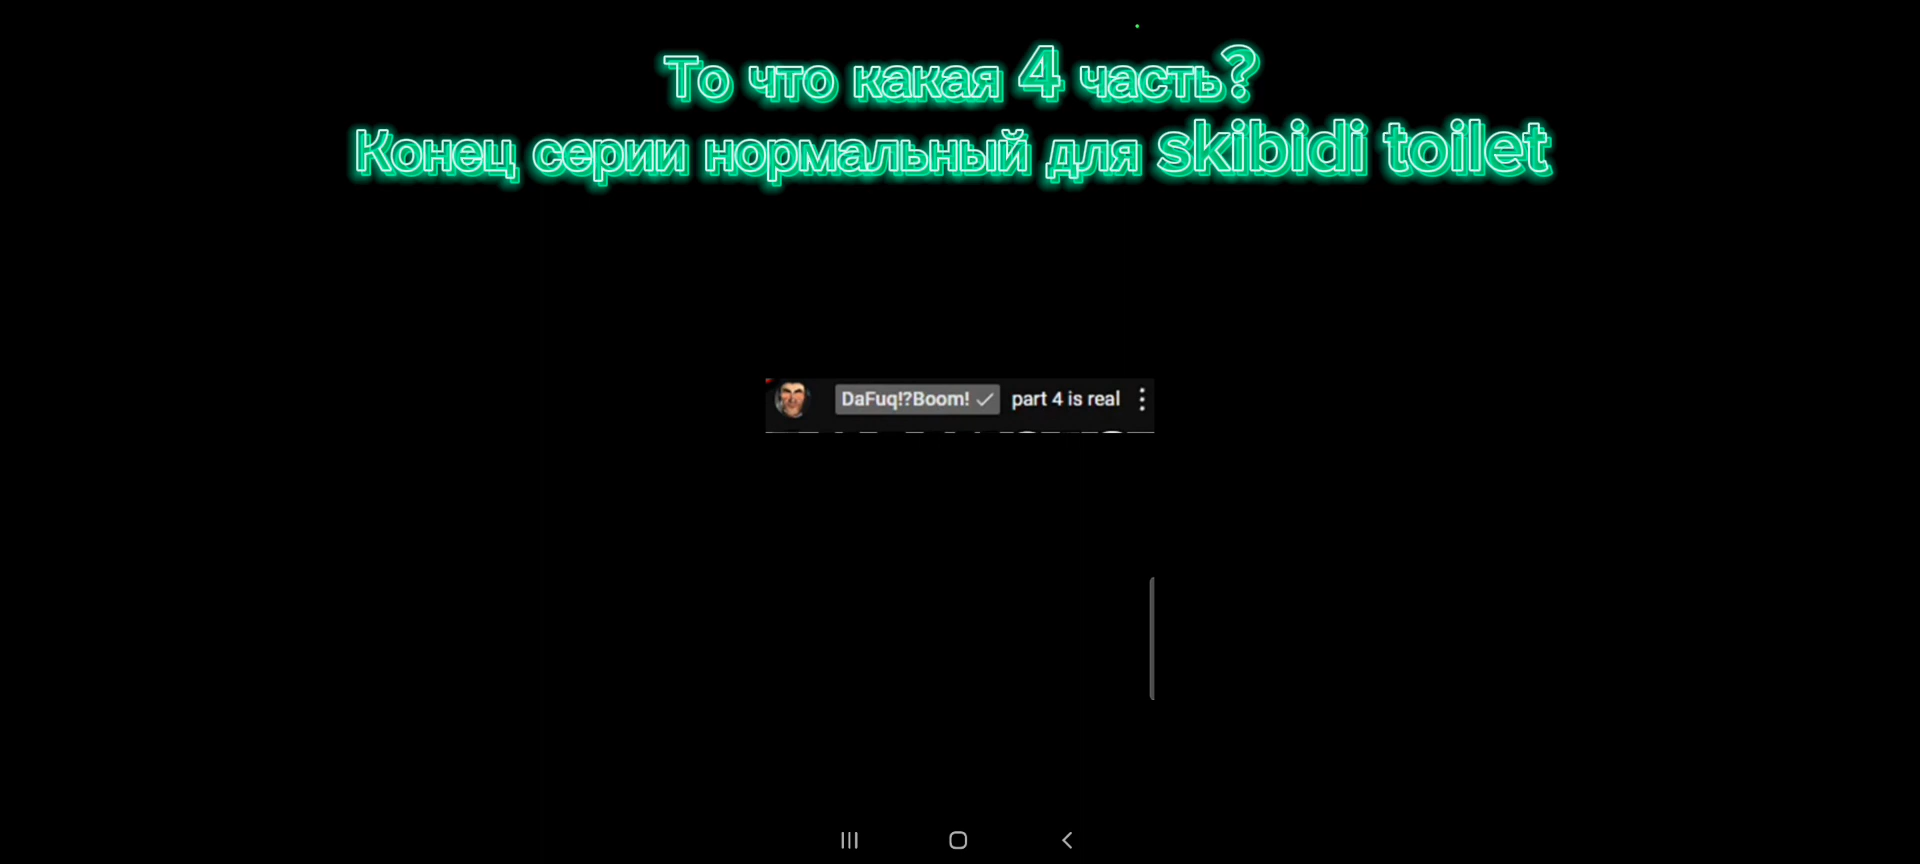 То что какая 4 часть?
Конец серии нормальный для skibidi toilet
DaFuq!?Boom! part 4 is real